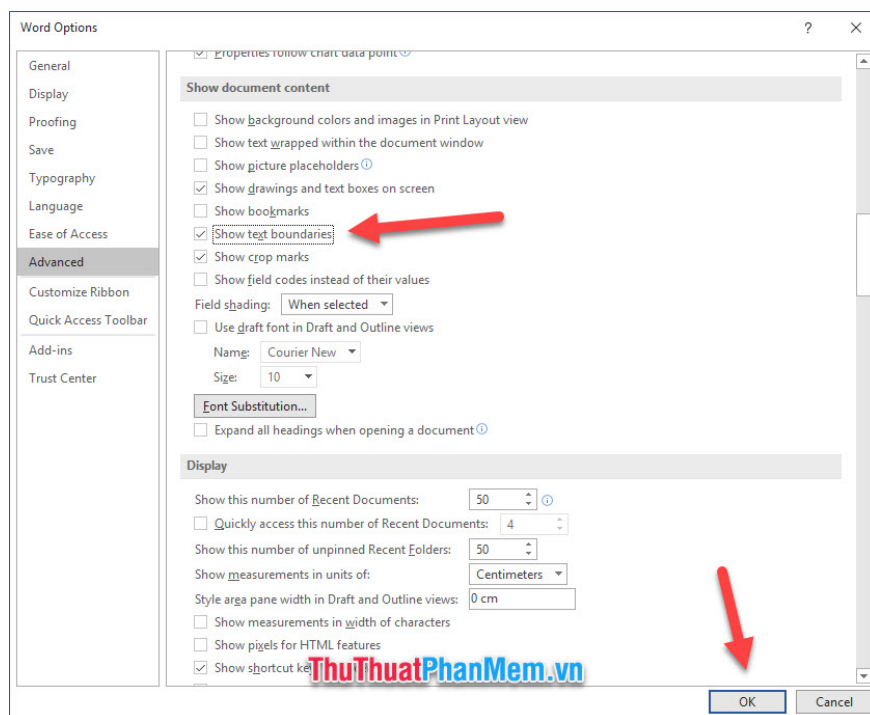 Word Options
General
Display
Proofing
Save
Typography
Language
Ease of Access
Advanced
Customize Ribbon
Quick Access Toolbar
Add-ins
Trust Center
Properties follow chart data point
Show document content
Show background colors and images in Print Layout view
Show text wrapped within the document window
Show picture placeholders
Show drawings and text boxes on screen
Show bookmarks
Show text boundaries
Show crop marks
Show field codes instead of their values
Field shading: When selected
Use draft font in Draft and Outline views
Name: Courier New
Size: 10
Font Substitution...
Expand all headings when opening a document
Display
Show this number of Recent Documents: 50
Quickly access this number of Recent Documents: 4
Show this number of unpinned Recent Folders: 50
Show measurements in units of: Centimeters
Style area pane width in Draft and Outline views: 0 cm
Show measurements in width of characters
Show pixels for HTML features
Show shortcut
ThuThuatPhanMem.vn
OK Cancel